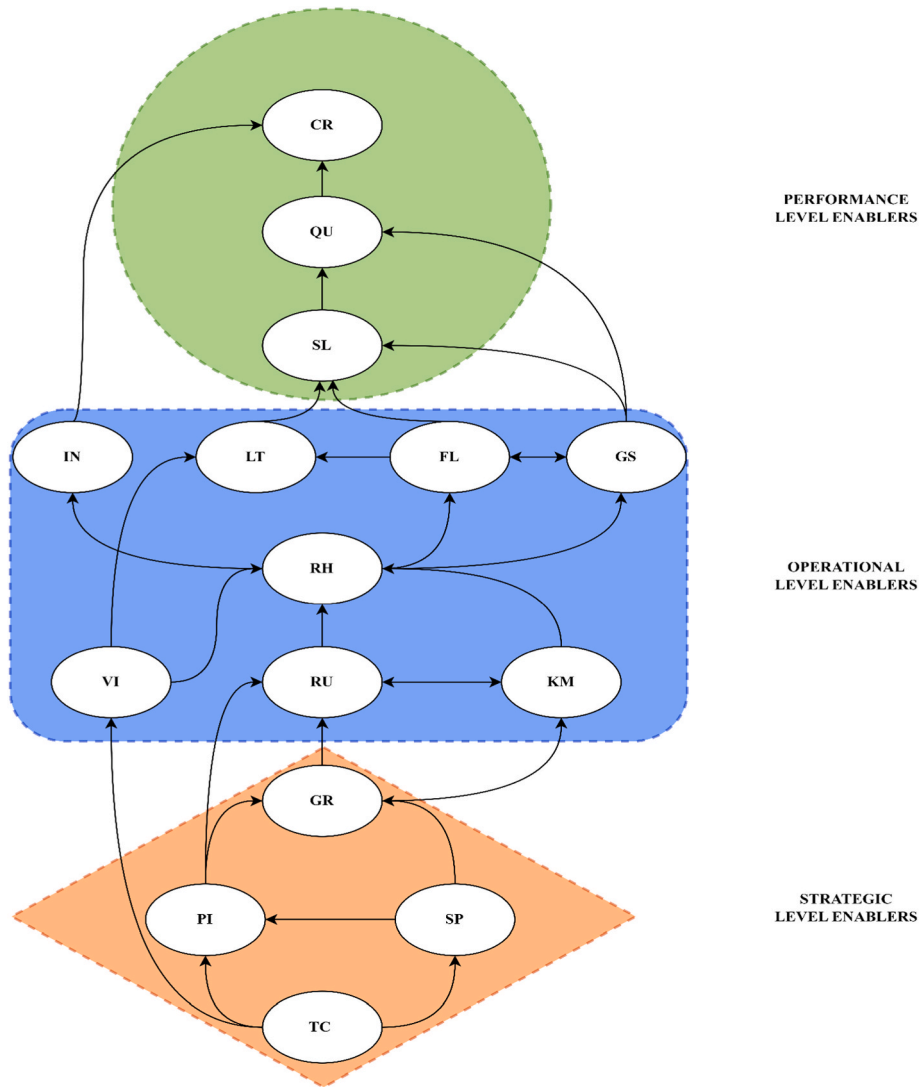 CR
PERFORMANCE
LEVEL ENABLERS
QU
SL
IN
LT
FL
GS
RH
OPERATIONAL
LEVEL ENABLERS
VI
RU
KM
GR
PI
SP
STRATEGIC
LEVEL ENABLERS
TC